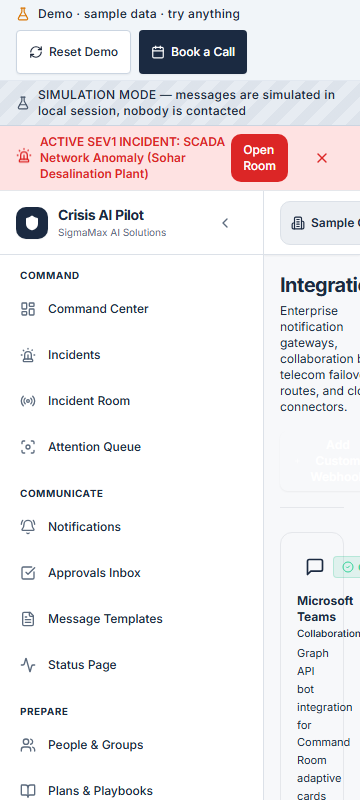 Demo · sample data · try anything
Reset Demo
Book a Call
SIMULATION MODE — messages are simulated in
local session, nobody is contacted
ACTIVE SEV1 INCIDENT: SCADA
Network Anomaly (Sohar
Desalination Plant)
Open
Room
Crisis AI Pilot
SigmaMax AI Solutions
COMMAND
Command Center
Incidents
Incident Room
Attention Queue
COMMUNICATE
Notifications
Approvals Inbox
Message Templates
Status Page
PREPARE
People & Groups
Plans & Playbooks
Sample
Integrati
Enterprise
notification
gateways,
collaboration
telecom failov
routes, and clo
connectors.
Add
Custom
Webhook
Microsoft
Teams
Collaboration
Graph
API
bot
integration
for
Command
Room
adaptive
cards